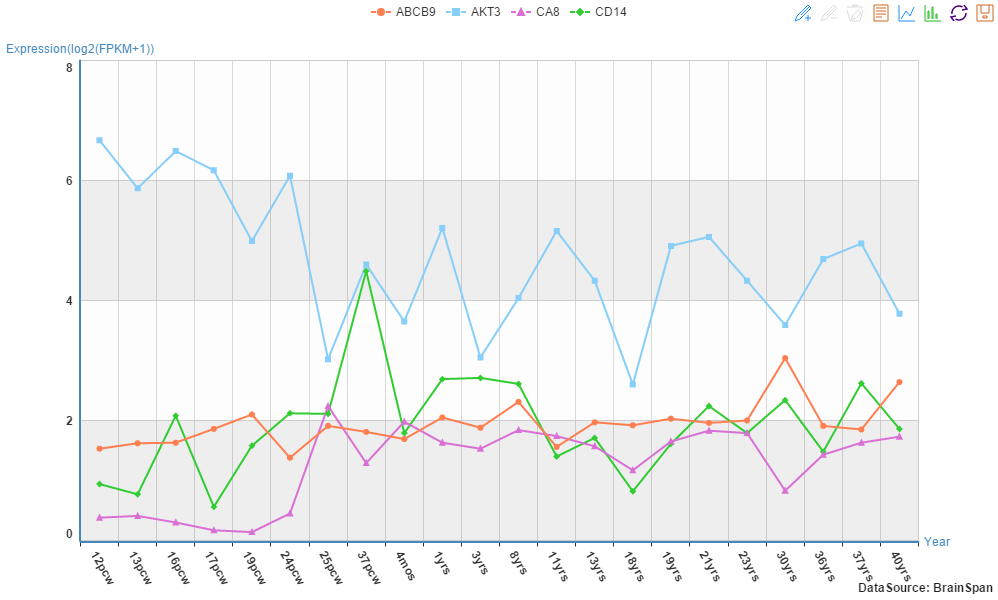 ABCB9 AKT3 CA8 CD14
Expression(log2(FPKM+1))
8
6
4
2
0
12pcw 13pcw 16pcw 17pcw 19pcw 24pcw 25pcw 37pcw 4mos 1yrs 3yrs 8yrs 11yrs 13yrs 18yrs 19yrs 21yrs 23yrs 30yrs 36yrs 37yrs 40yrs
Year
DataSource: BrainSpan